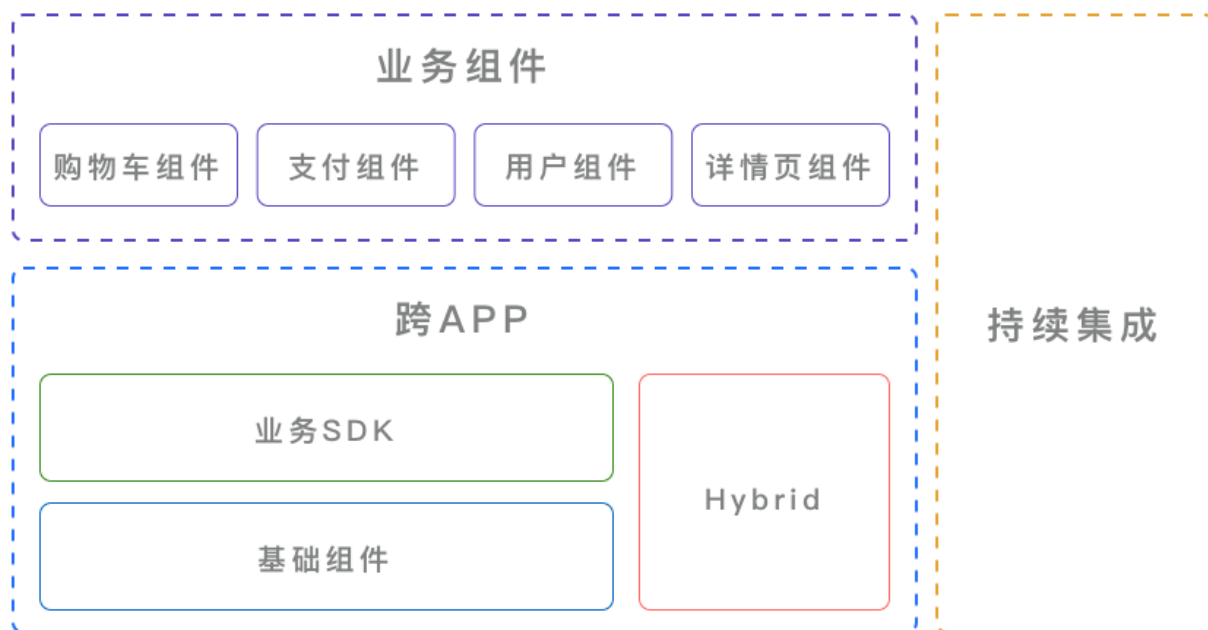 业务组件
购物车组件
支付组件
用户组件
详情页组件
跨APP
业务SDK
基础组件
Hybrid
持续集成